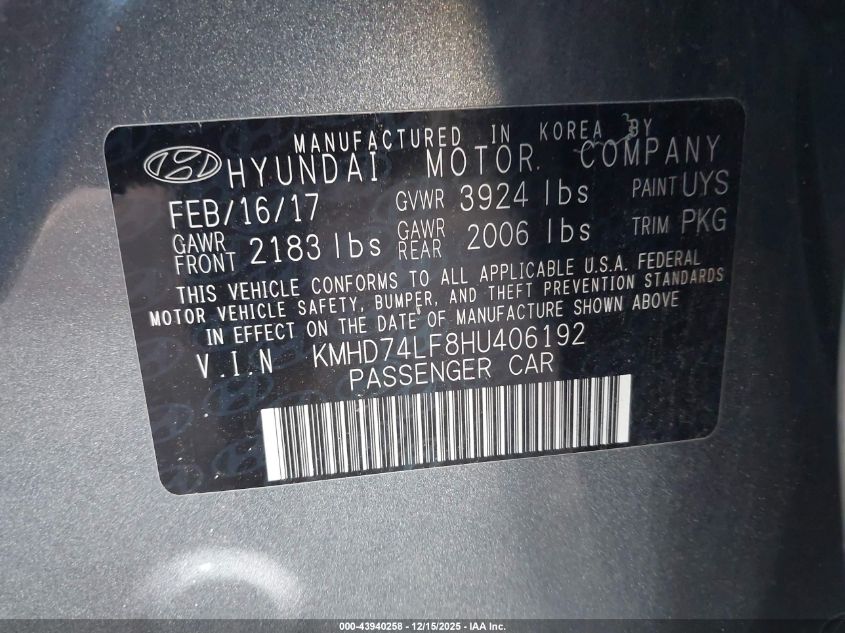 MANUFACTURED IN KOREA BY
HYUNDAI MOTOR COMPANY
FEB/16/17 GVWR 3924 lbs PAINT UYS
GAWR FRONT 2183 lbs GAWR REAR 2006 lbs TRIM PKG
THIS VEHICLE CONFORMS TO ALL APPLICABLE U.S.A. FEDERAL
MOTOR VEHICLE SAFETY, BUMPER, AND THEFT PREVENTION STANDARDS
IN EFFECT ON THE DATE OF MANUFACTURE SHOWN ABOVE
V.I.N KMHD74LF8HU406192
PASSENGER CAR
000-43940258 - 12/15/2025 - IAA Inc.